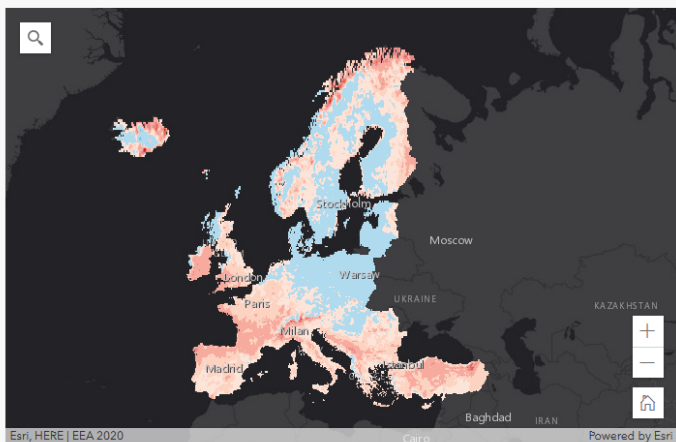 Stockholm
Moscow
London
Warsaw
Paris
UKRAINE
KAZAKHSTAN
Milan
Madrid
Istanbul
Baghdad
IRAN
Cairo
Esri, HERE | EEA 2020
Powered by Esri